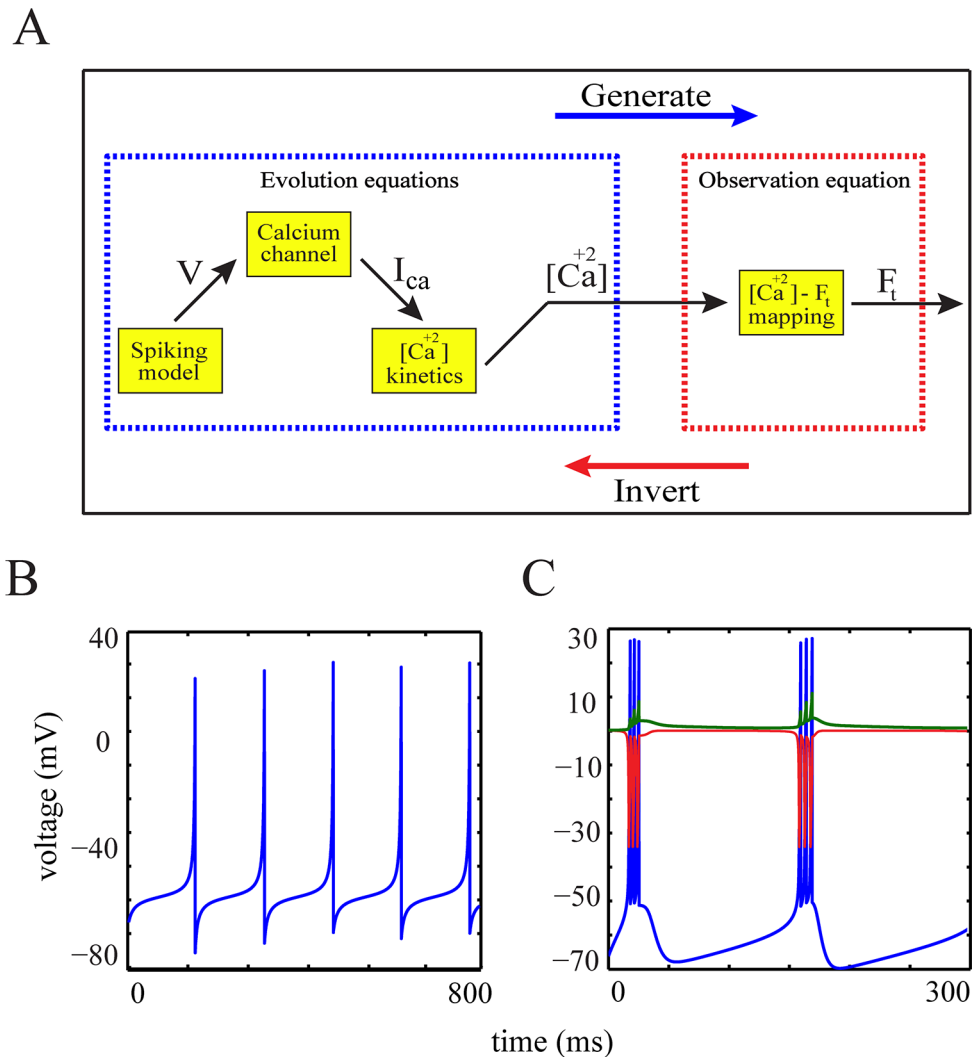 A
Generate
Evolution equations
Observation equation
Calcium
channel
V
I_ca
[Ca^+2]
[Ca^+2] - F_t
mapping
F_t
Spiking
model
[Ca^+2]
kinetics
Invert
B
C
40
0
−40
−80
voltage (mV)
0
800
30
10
−10
−30
−50
−70
0
300
time (ms)